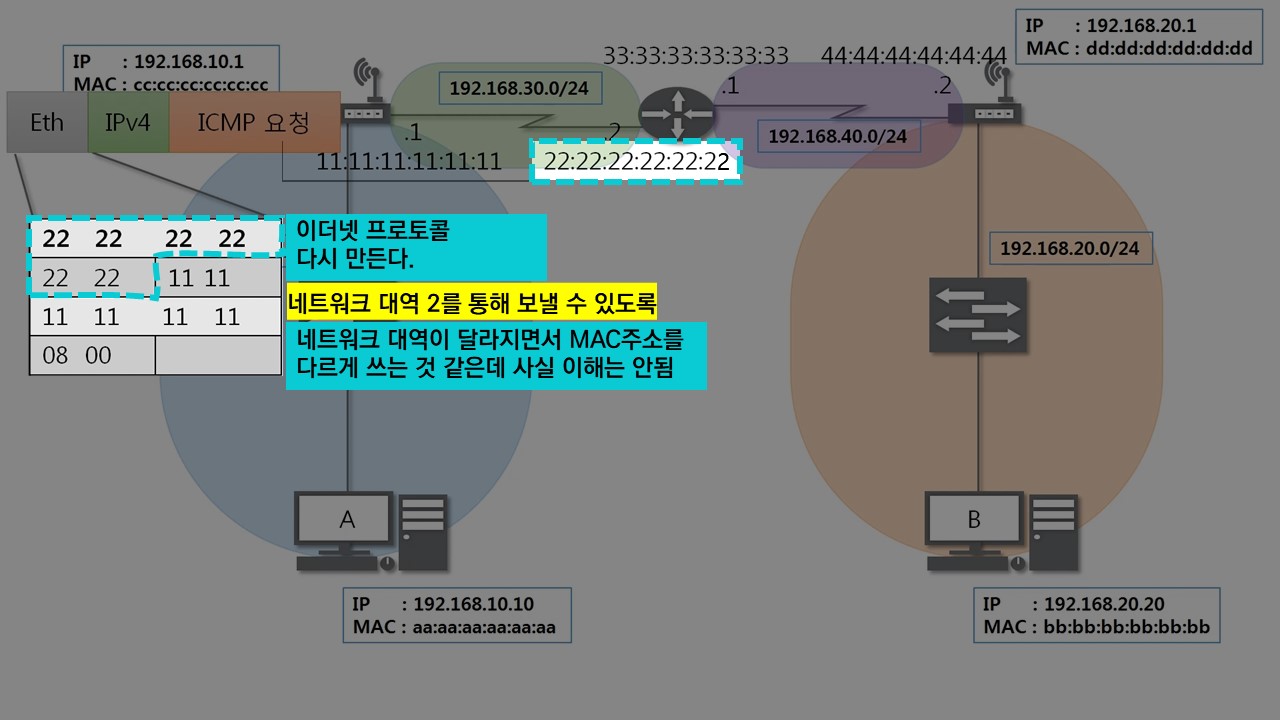 IP : 192.168.10.1
MAC : cc:cc:cc:cc:cc:cc
33:33:33:33:33:33
44:44:44:44:44:44
IP : 192.168.20.1
MAC : dd:dd:dd:dd:dd:dd
Eth
IPv4
ICMP 요청
192.168.30.0/24
.1
.2
.1
.2
192.168.40.0/24
11:11:11:11:11:11
22:22:22:22:22:22
22 22 22 22
22 22 11 11
11 11 11 11
08 00
이더넷 프로토콜
다시 만든다.
네트워크 대역 2를 통해 보낼 수 있도록
네트워크 대역이 달라지면서 MAC주소를
다르게 쓰는 것 같은데 사실 이해는 안됨
192.168.20.0/24
A
B
IP : 192.168.10.10
MAC : aa:aa:aa:aa:aa:aa
IP : 192.168.20.20
MAC : bb:bb:bb:bb:bb:bb